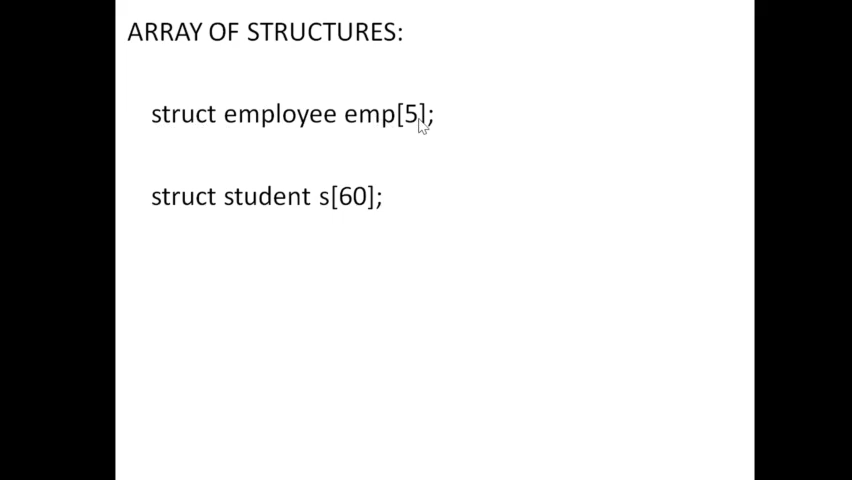 ARRAY OF STRUCTURES:
struct employee emp[5];
struct student s[60];